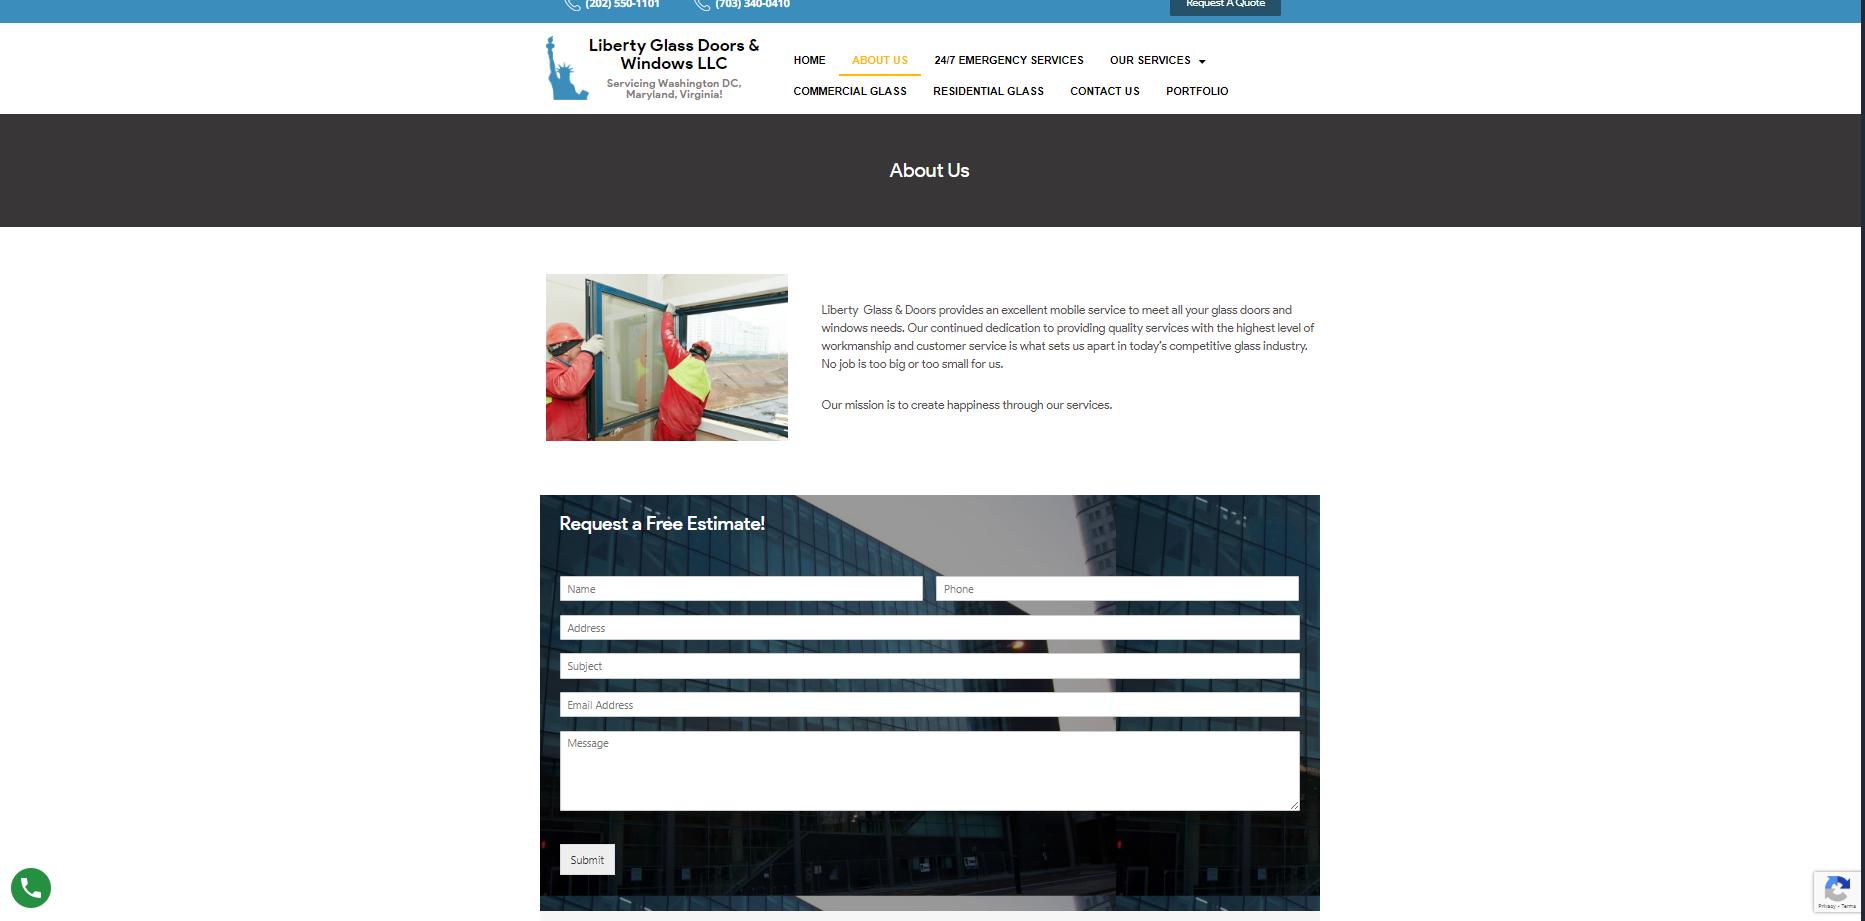 (202) 550-1101
(703) 340-0410
Request A Quote
Liberty Glass Doors &
Windows LLC
Servicing Washington DC,
Maryland, Virginia!
HOME
ABOUT US
24/7 EMERGENCY SERVICES
OUR SERVICES
COMMERCIAL GLASS
RESIDENTIAL GLASS
CONTACT US
PORTFOLIO
About Us
Liberty  Glass & Doors provides an excellent mobile service to meet all your glass doors and
windows needs. Our continued dedication to providing quality services with the highest level of
workmanship and customer service is what sets us apart in today's competitive glass industry.
No job is too big or too small for us.
Our mission is to create happiness through our services.
Request a Free Estimate!
Name
Phone
Address
Subject
Email Address
Message
Submit
Privacy - Terms